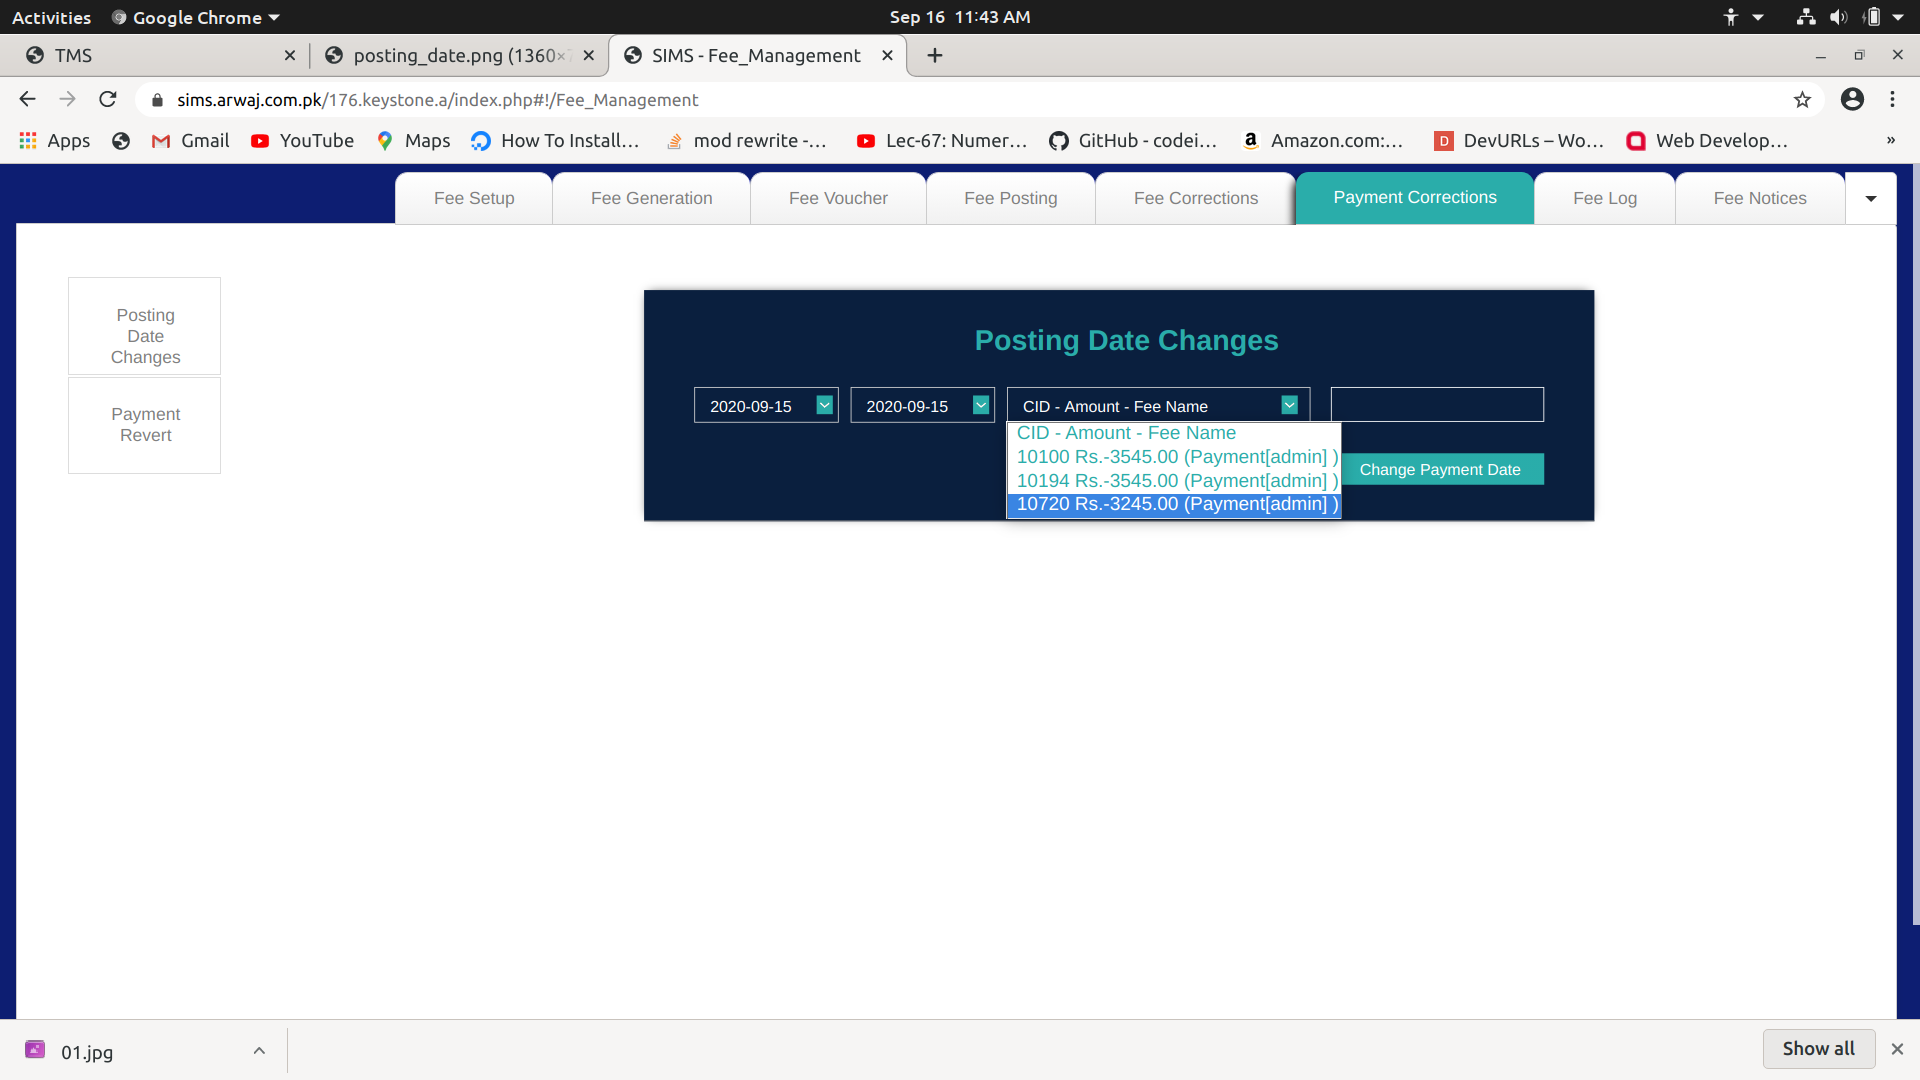 Activities Google Chrome Sep 16 11:43 AM
TMS posting_date.png (1360× SIMS - Fee_Management
sims.arwaj.com.pk/176.keystone.a/index.php#!/Fee_Management
Apps Gmail YouTube Maps How To Install... mod rewrite -... Lec-67: Numer... GitHub - codei... Amazon.com:... D DevURLs – Wo... Web Develop... »
Fee Setup Fee Generation Fee Voucher Fee Posting Fee Corrections Payment Corrections Fee Log Fee Notices
Posting
Date
Changes
Payment
Revert
Posting Date Changes
2020-09-15 2020-09-15 CID - Amount - Fee Name
CID - Amount - Fee Name
10100 Rs.-3545.00 (Payment[admin] )
10194 Rs.-3545.00 (Payment[admin] )
10720 Rs.-3245.00 (Payment[admin] )
Change Payment Date
01.jpg Show all